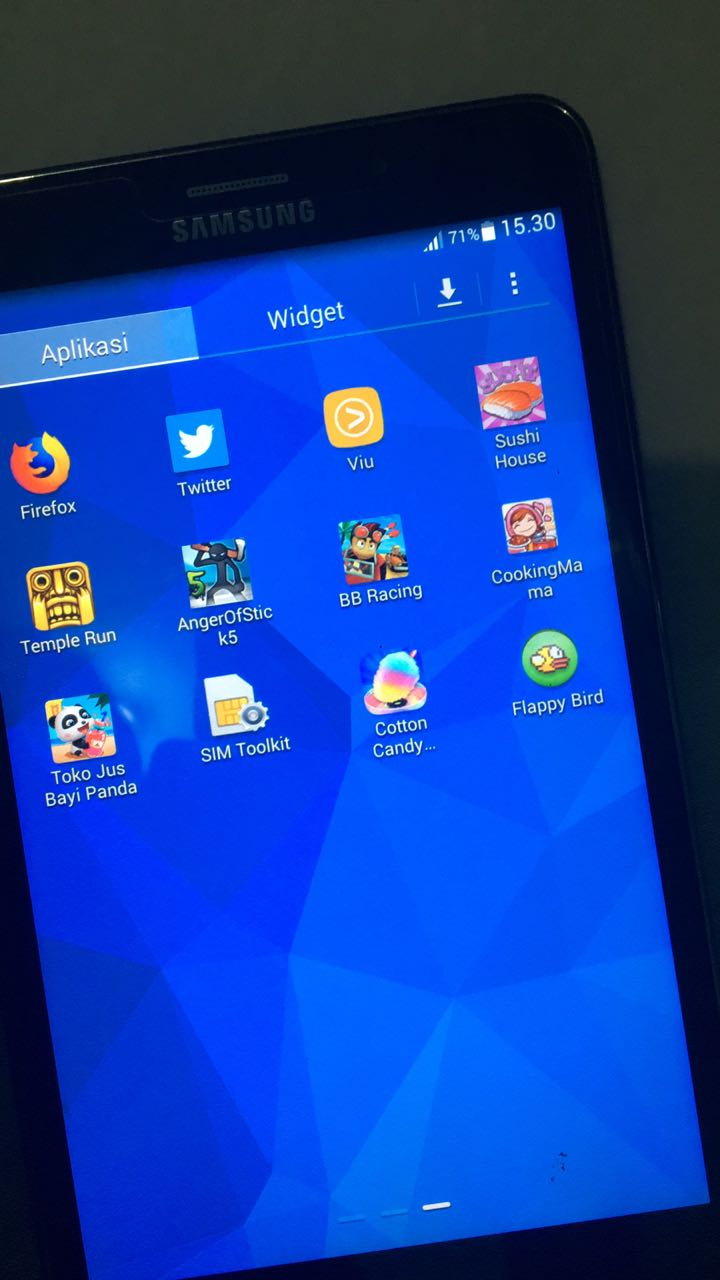 SAMSUNG
71% 15.30
Aplikasi Widget
Firefox
Twitter
Viu
Sushi
House
Temple Run
AngerOfStic
k5
BB Racing
CookingMa
ma
Toko Jus
Bayi Panda
SIM Toolkit
Cotton
Candy...
Flappy Bird